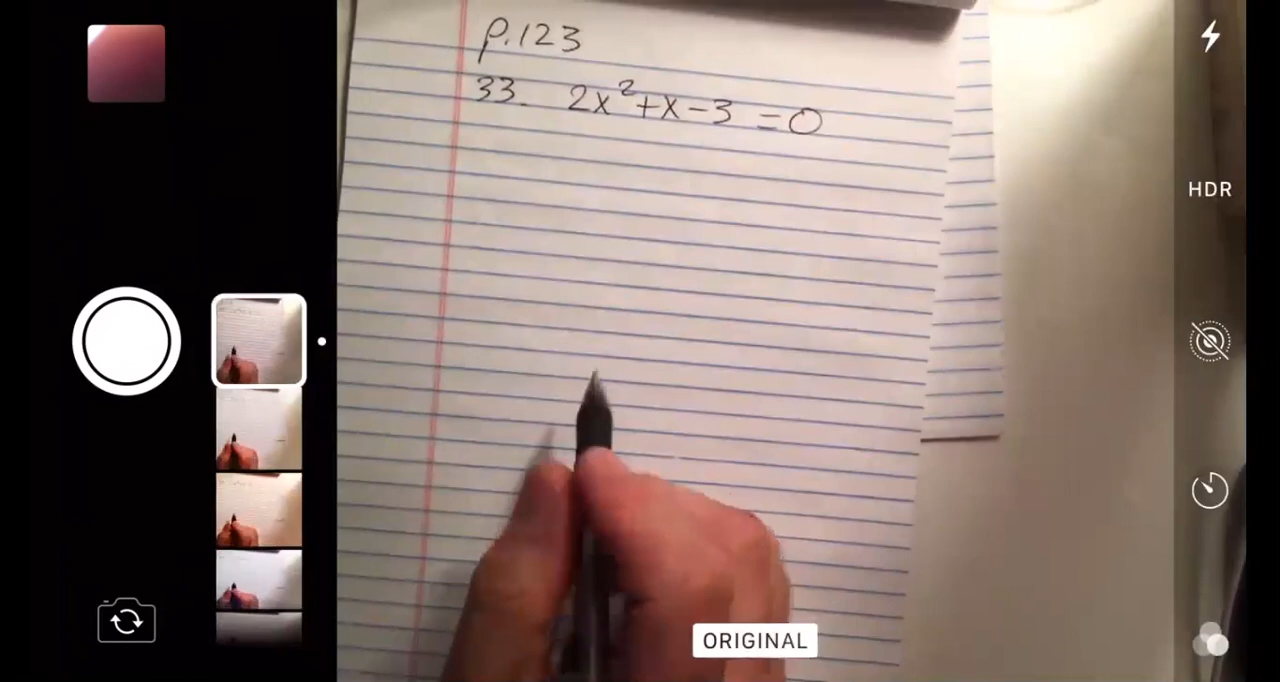 p.123
33. 2x²+x-3 =0
HDR
ORIGINAL